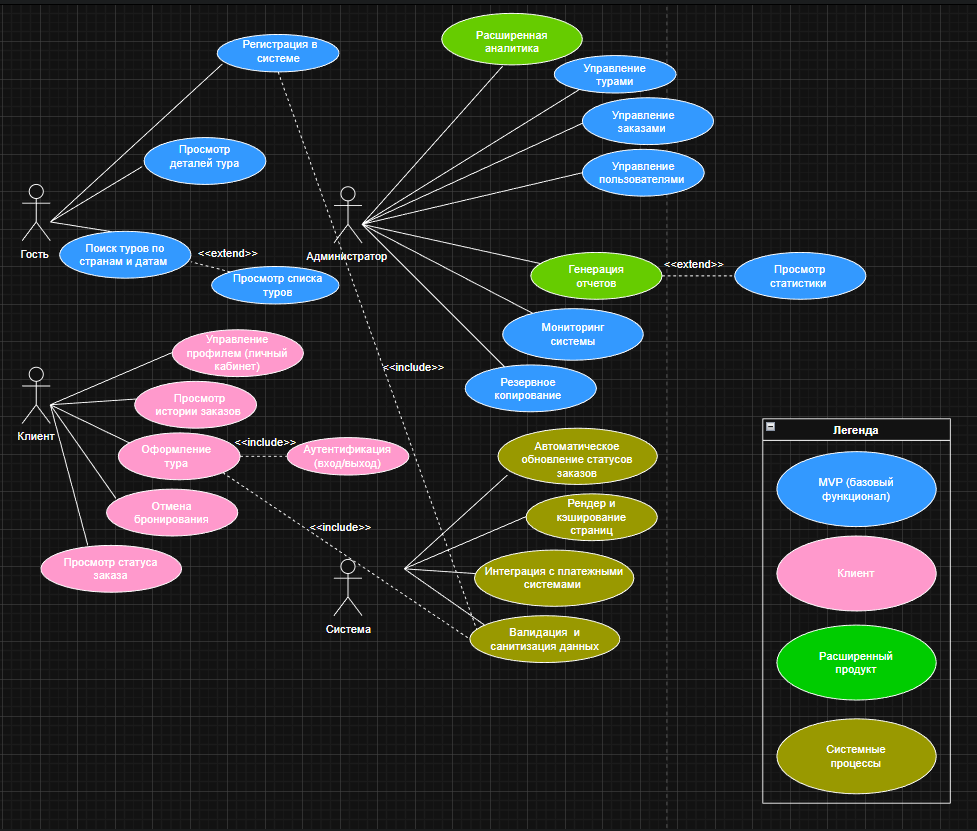 Регистрация в
системе
Расширенная
аналитика
Управление
турами
Управление
заказами
Просмотр
деталей тура
Управление
пользователями
Гость
Администратор
Поиск туров по
странам и датам
<<extend>>
Просмотр списка
туров
Генерация
отчетов
<<extend>>
Просмотр
статистики
Мониторинг
системы
Управление
профилем (личный
кабинет)
<<include>>
Резервное
копирование
Просмотр
истории заказов
Клиент
Оформление
тура
<<include>>
Аутентификация
(вход/выход)
Автоматическое
обновление статусов
заказов
Отмена
бронирования
<<include>>
Рендер и
кэширование
страниц
Просмотр статуса
заказа
Интеграция с платежными
системами
Система
Валидация и
санитизация данных
Легенда
MVP (базовый
функционал)
Клиент
Расширенный
продукт
Системные
процессы